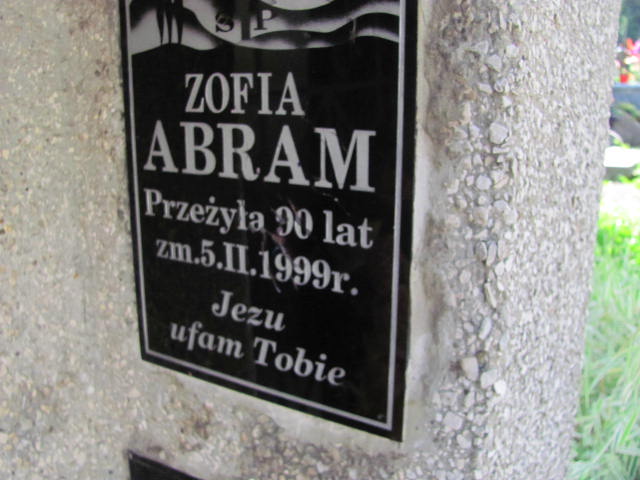 S P
ZOFIA
ABRAM
Przeżyła 90 lat
zm.5.II.1999r.
Jezu
ufam Tobie